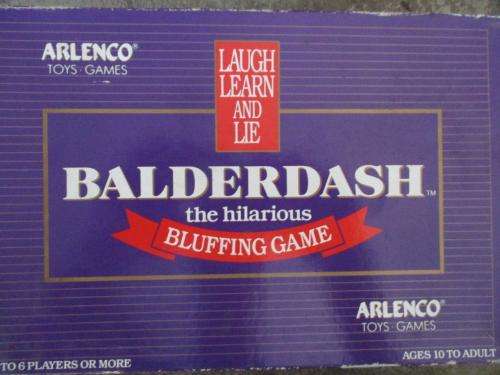 ARLENCO®
TOYS · GAMES
LAUGH
LEARN
AND
LIE
BALDERDASH™
the hilarious
BLUFFING GAME
ARLENCO®
TOYS · GAMES
TO 6 PLAYERS OR MORE
AGES 10 TO ADULT